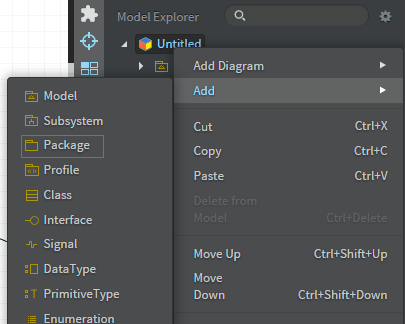 Model Explorer
Untitled
Add Diagram
Add
Cut Ctrl+X
Copy Ctrl+C
Paste Ctrl+V
Delete from
Model Ctrl+Delete
Move Up Ctrl+Shift+Up
Move
Down Ctrl+Shift+Down
Model
Subsystem
Package
Profile
Class
Interface
Signal
DataType
PrimitiveType
Enumeration